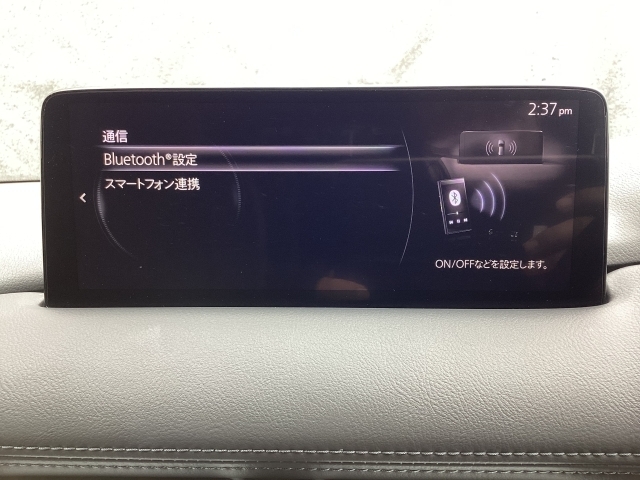 2:37 pm
通信
Bluetooth®設定
スマートフォン連携
ON/OFFなどを設定します。